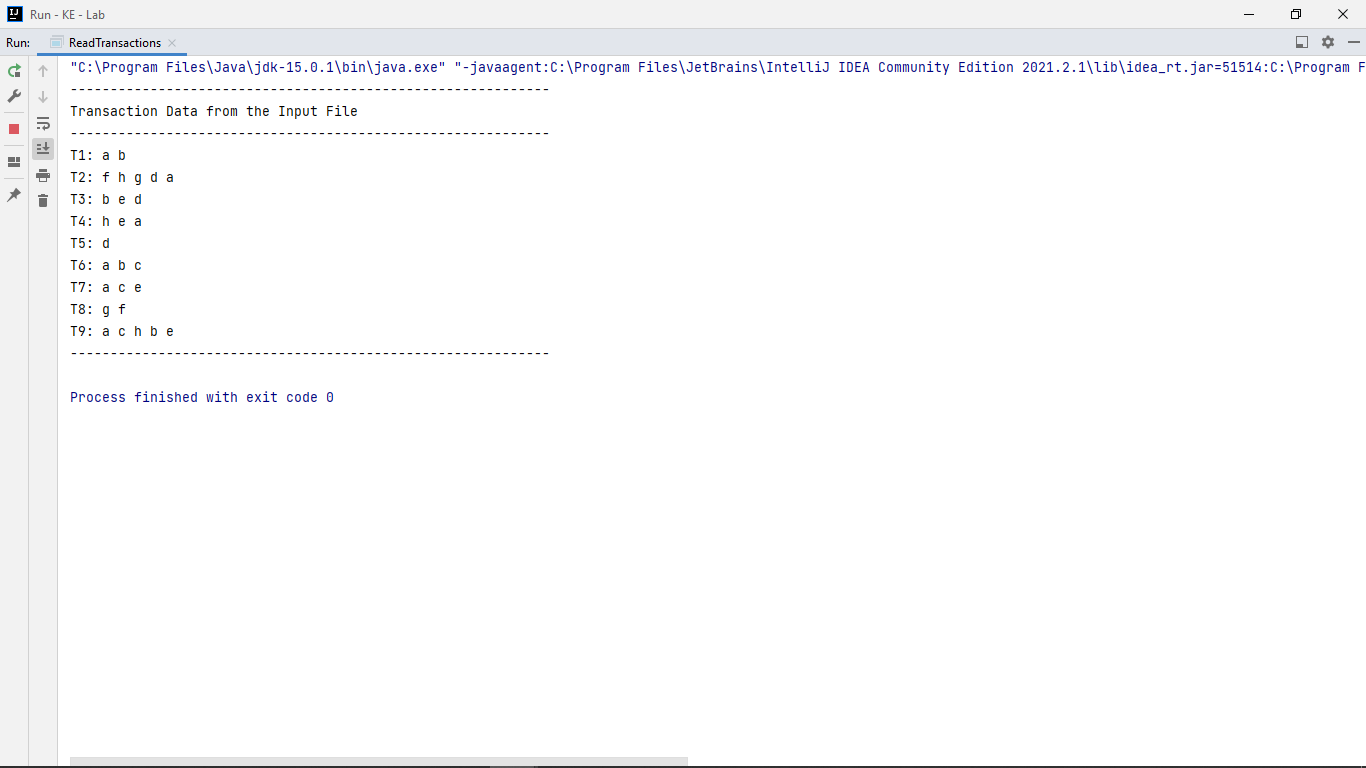 Run - KE - Lab
Run: ReadTransactions
"C:\Program Files\Java\jdk-15.0.1\bin\java.exe" "-javaagent:C:\Program Files\JetBrains\IntelliJ IDEA Community Edition 2021.2.1\lib\idea_rt.jar=51514:C:\Program F
------------------------------------------------------------
Transaction Data from the Input File
------------------------------------------------------------
T1: a b
T2: f h g d a
T3: b e d
T4: h e a
T5: d
T6: a b c
T7: a c e
T8: g f
T9: a c h b e
------------------------------------------------------------
Process finished with exit code 0